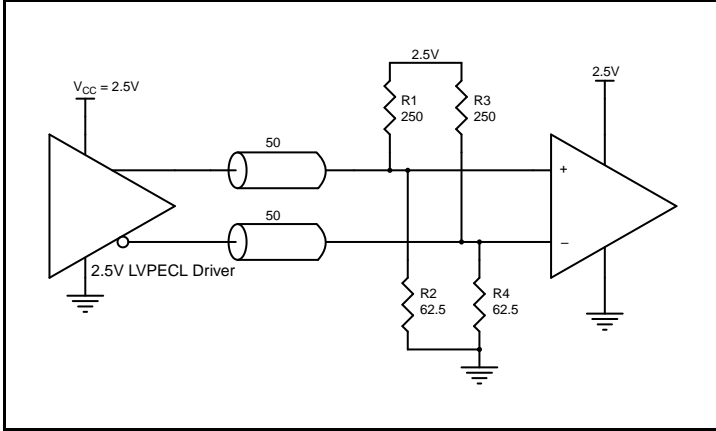 2.5V
V_CC = 2.5V
2.5V
R1
250
R3
250
50
+
50
–
2.5V LVPECL Driver
R2
62.5
R4
62.5